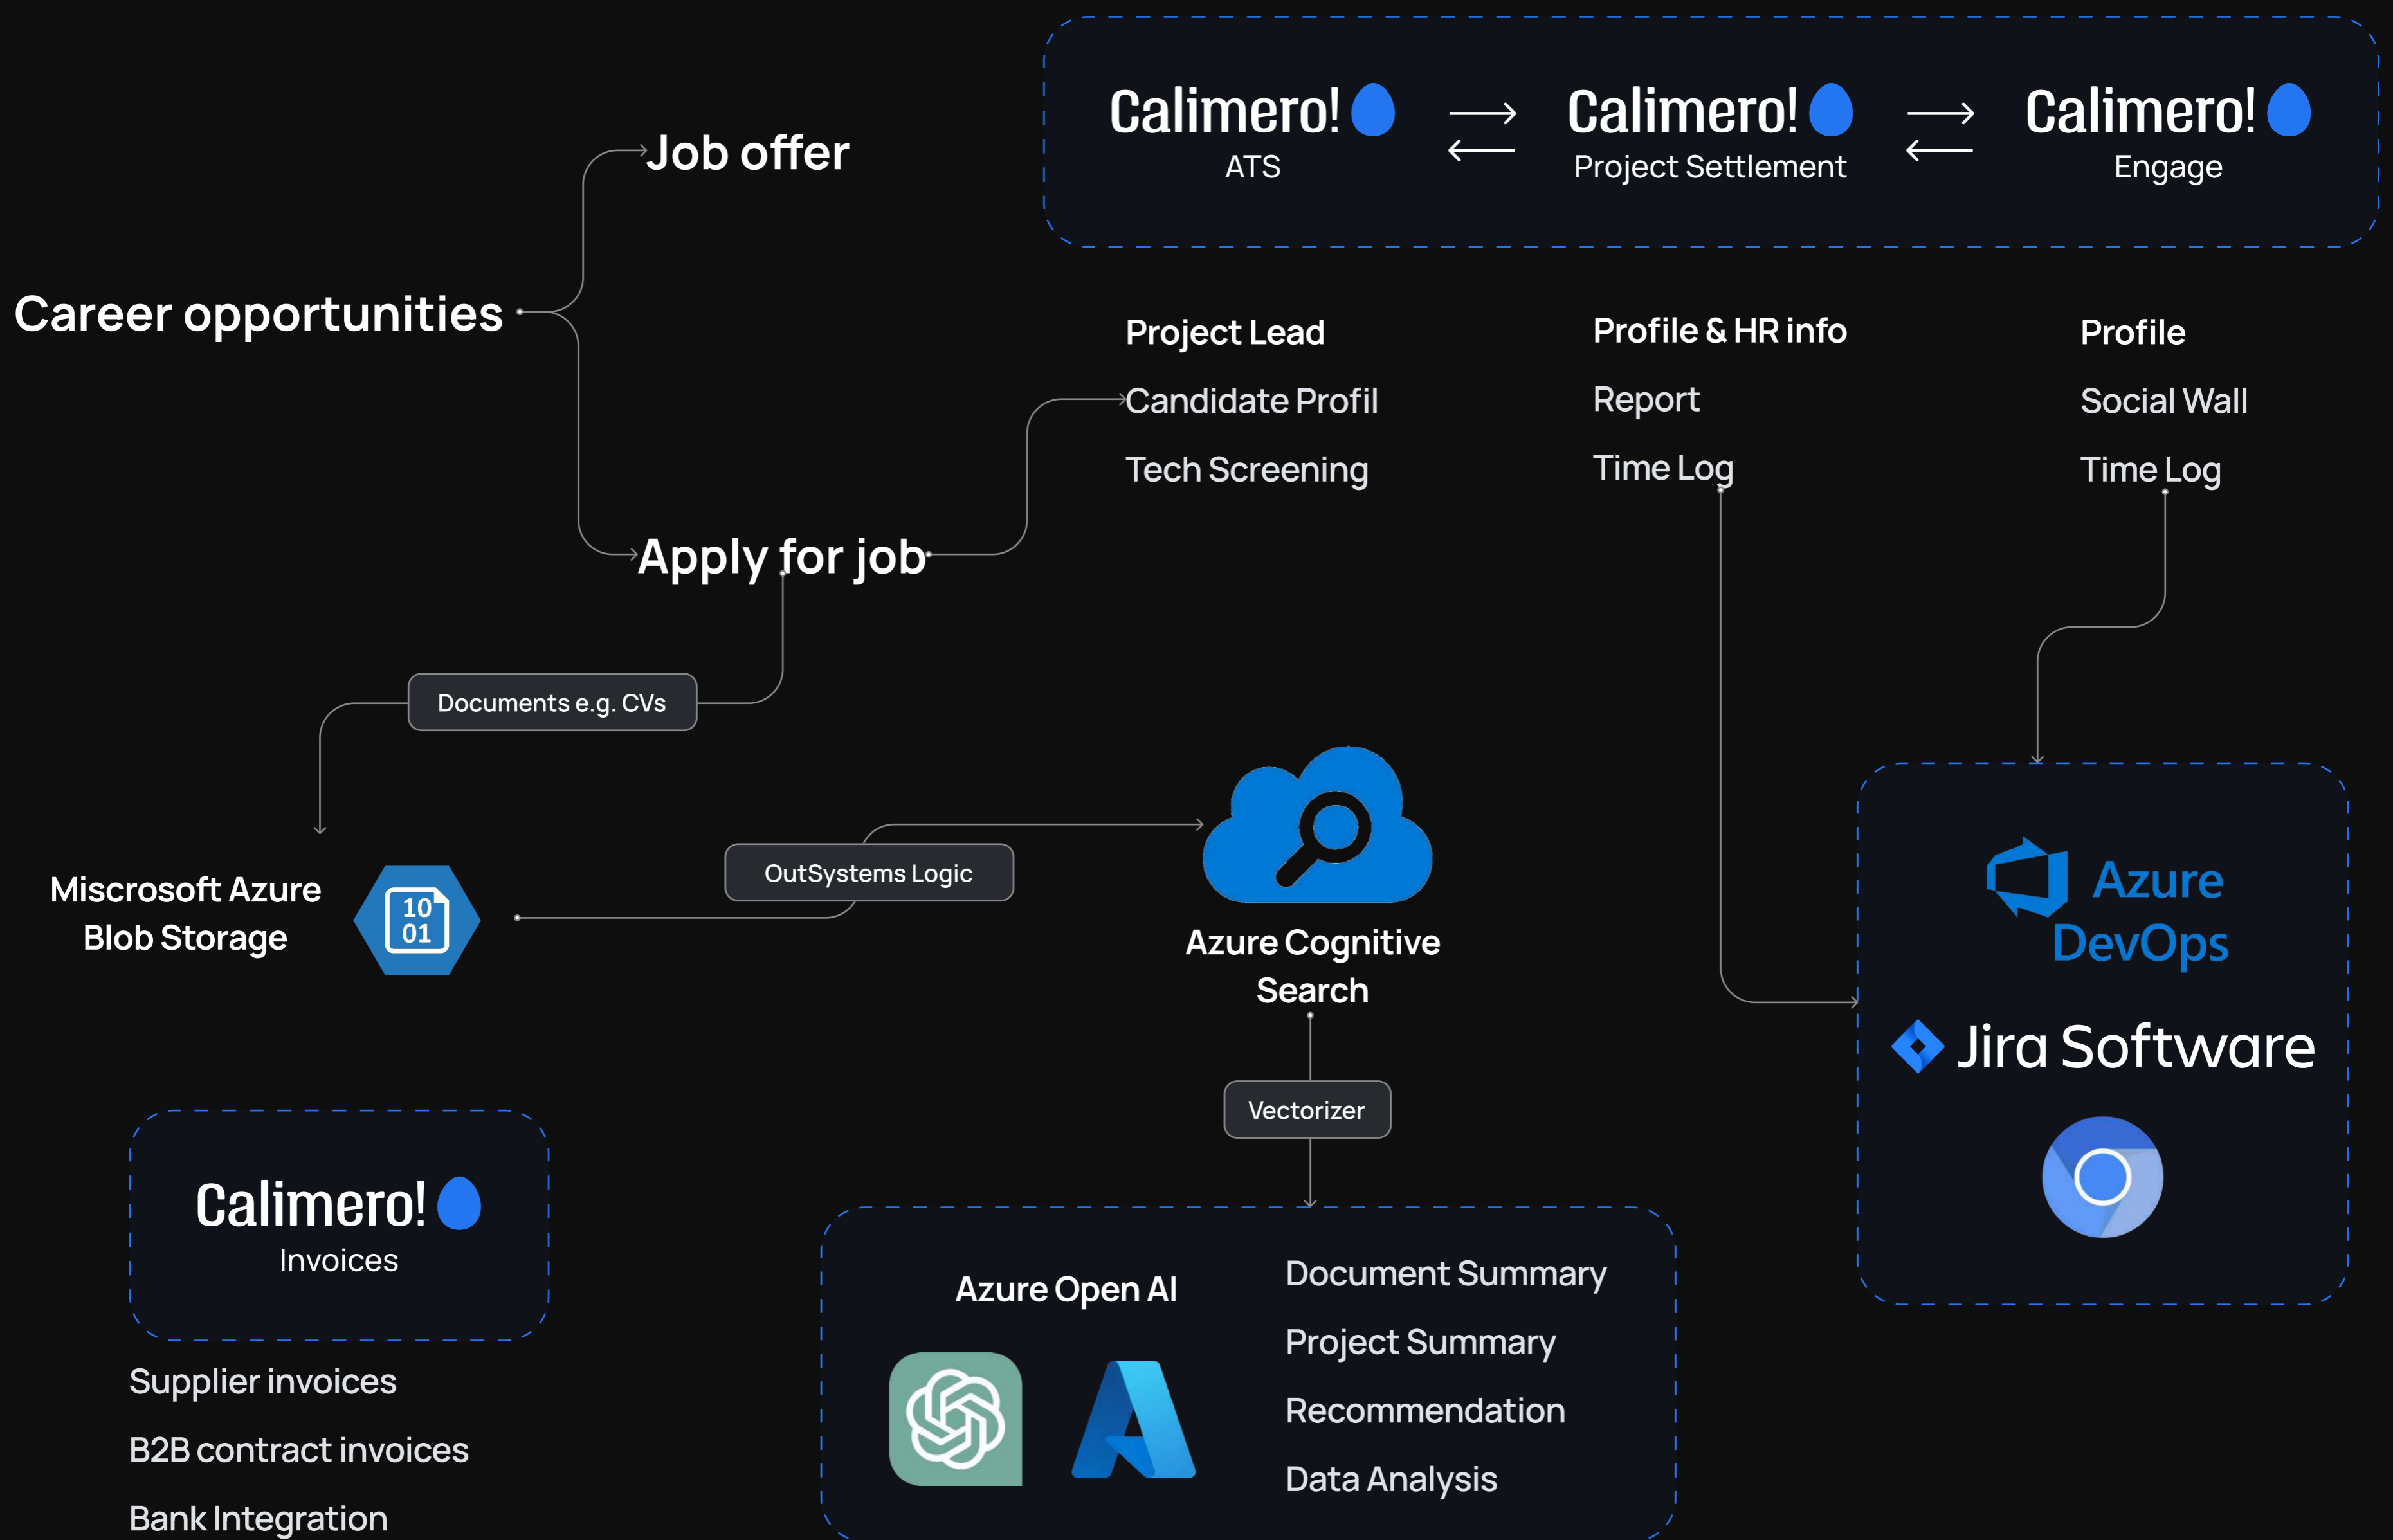 Calimero!
ATS
Calimero!
Project Settlement
Calimero!
Engage
Job offer
Career opportunities
Project Lead
Candidate Profil
Tech Screening
Profile & HR info
Report
Time Log
Profile
Social Wall
Time Log
Apply for job
Documents e.g. CVs
Miscrosoft Azure
Blob Storage
10
01
OutSystems Logic
Azure Cognitive
Search
Vectorizer
Azure
DevOps
Jira Software
Calimero!
Invoices
Supplier invoices
B2B contract invoices
Bank Integration
Azure Open AI
Document Summary
Project Summary
Recommendation
Data Analysis